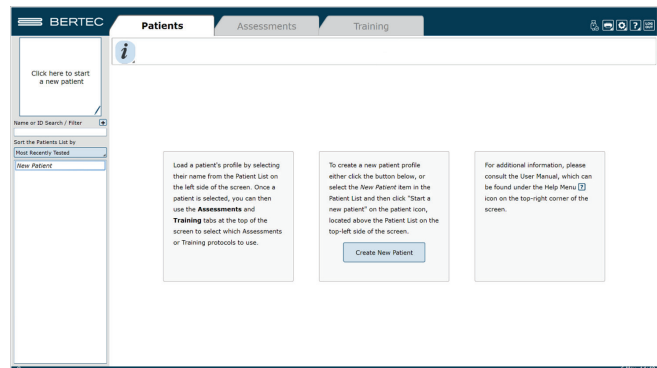 BERTEC
Patients
Assessments
Training
LOG
OUT
Click here to start
a new patient
Name or ID Search / Filter
Sort the Patients List by
Most Recently Tested
New Patient
Load a patient's profile by selecting
their name from the Patient List on
the left side of the screen. Once a
patient is selected, you can then
use the Assessments and
Training tabs at the top of the
screen to select which Assessments
or Training protocols to use.
To create a new patient profile
either click the button below, or
select the New Patient item in the
Patient List and then click "Start a
new patient" on the patient icon,
located above the Patient List on the
top-left side of the screen.
Create New Patient
For additional information, please
consult the User Manual, which can
be found under the Help Menu ?
icon on the top-right corner of the
screen.